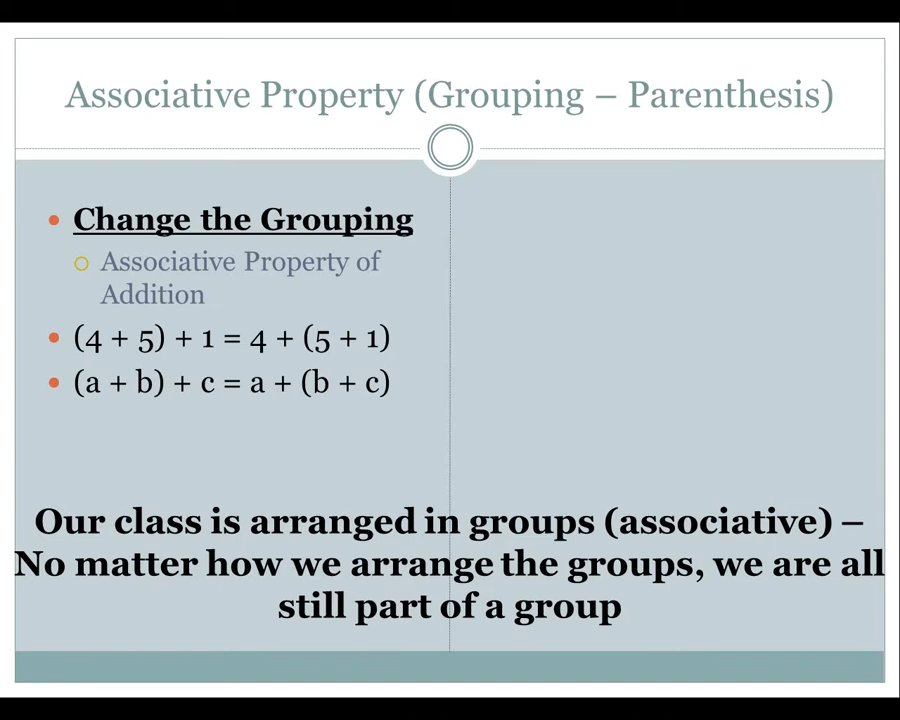 Associative Property (Grouping – Parenthesis)
Change the Grouping
Associative Property of
Addition
(4 + 5) + 1 = 4 + (5 + 1)
(a + b) + c = a + (b + c)
Our class is arranged in groups (associative) –
No matter how we arrange the groups, we are all
still part of a group